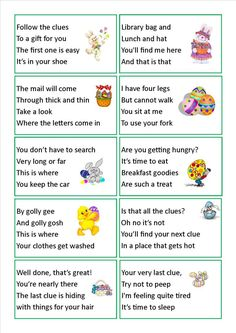 Follow the clues
To a gift for you
The first one is easy
It's in your shoe
Library bag and
Lunch and hat
You'll find me here
And that is that
The mail will come
Through thick and thin
Take a look
Where the letters come in
I have four legs
But cannot walk
You sit at me
To use your fork
You don't have to search
Very long or far
This is where
You keep the car
Are you getting hungry?
It's time to eat
Breakfast goodies
Are such a treat
By golly gee
And golly gosh
This is where
Your clothes get washed
Is that all the clues?
Oh no it's not
You'll find your next clue
In a place that gets hot
Well done, that's great!
You're nearly there
The last clue is hiding
with things for your hair
Your very last clue,
Try not to peep
I'm feeling quite tired
It's time to sleep